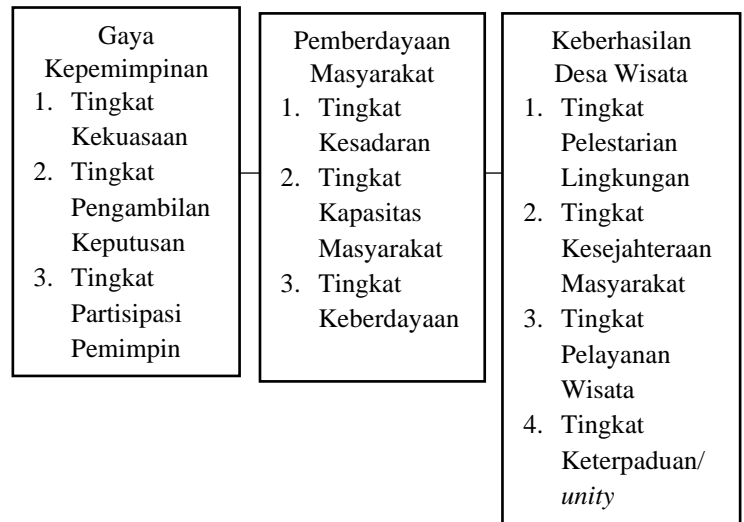 Gaya
Kepemimpinan
1. Tingkat
Kekuasaan
2. Tingkat
Pengambilan
Keputusan
3. Tingkat
Partisipasi
Pemimpin
Pemberdayaan
Masyarakat
1. Tingkat
Kesadaran
2. Tingkat
Kapasitas
Masyarakat
3. Tingkat
Keberdayaan
Keberhasilan
Desa Wisata
1. Tingkat
Pelestarian
Lingkungan
2. Tingkat
Kesejahteraan
Masyarakat
3. Tingkat
Pelayanan
Wisata
4. Tingkat
Keterpaduan/
unity